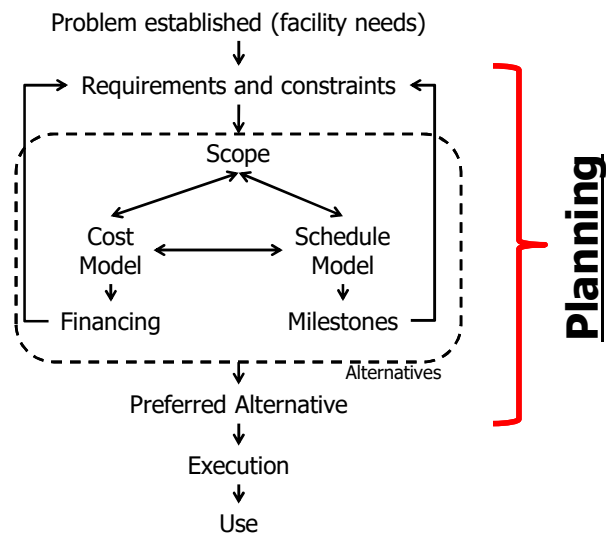 Problem established (facility needs)
Requirements and constraints
Scope
Cost
Model
Schedule
Model
Financing
Milestones
Alternatives
Preferred Alternative
Execution
Use
Planning